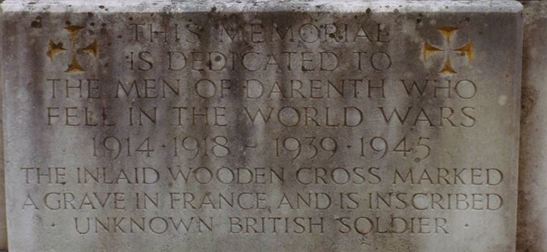 THIS MEMORIAL
IS DEDICATED TO
THE MEN OF DARENTH WHO
FELL IN THE WORLD WARS
1914 · 1918 - 1939 · 1945
THE INLAID WOODEN CROSS MARKED
A GRAVE IN FRANCE AND IS INSCRIBED
· UNKNOWN BRITISH SOLDIER ·